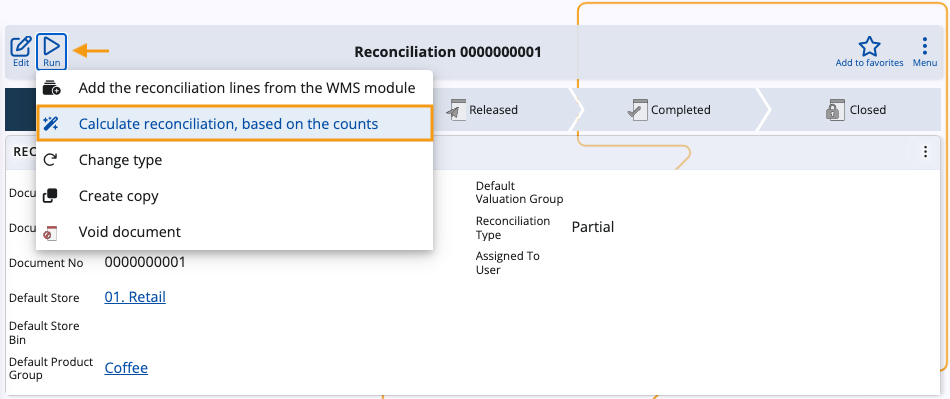 Edit
Run
Reconciliation 0000000001
Add to favorites
Menu
Add the reconciliation lines from the WMS module
Calculate reconciliation, based on the counts
Change type
Create copy
Void document
Released
Completed
Closed
REC
Docu
Docu
Document No 0000000001
Default Store 01. Retail
Default Store
Bin
Default Product
Group
Coffee
Default
Valuation Group
Reconciliation
Type
Partial
Assigned To
User